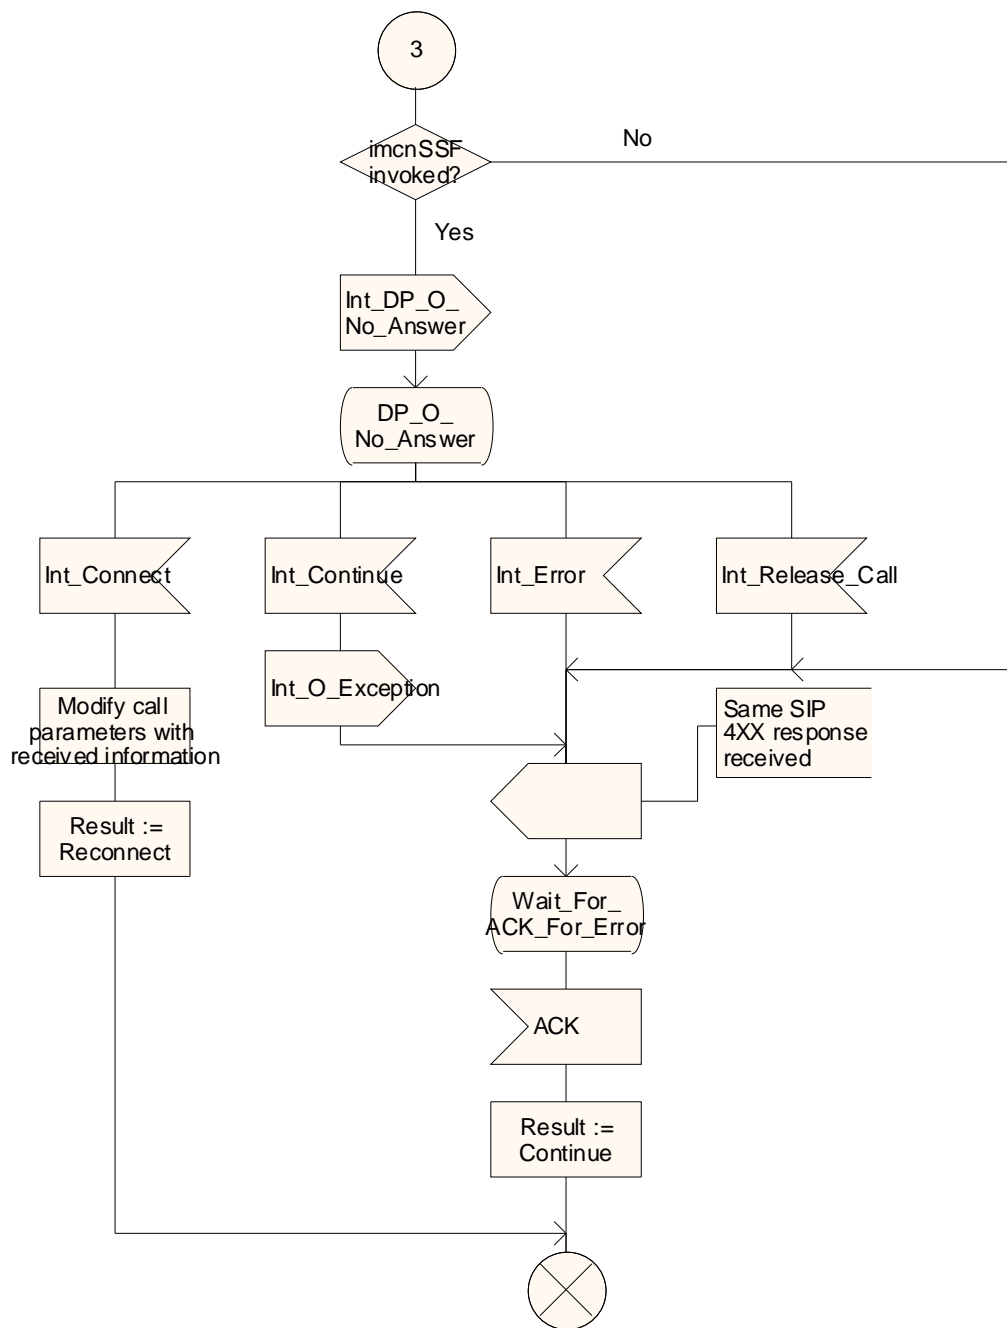 3
imcnSSF
invoked?
No
Yes
Int_DP_O_
No_Answer
DP_O_
No_Answer
Int_Connect
Int_Continue
Int_Error
Int_Release_Call
Int_O_Exception
Modify call
parameters with
received information
Same SIP
4XX response
received
Result :=
Reconnect
Wait_For_
ACK_For_Error
ACK
Result :=
Continue